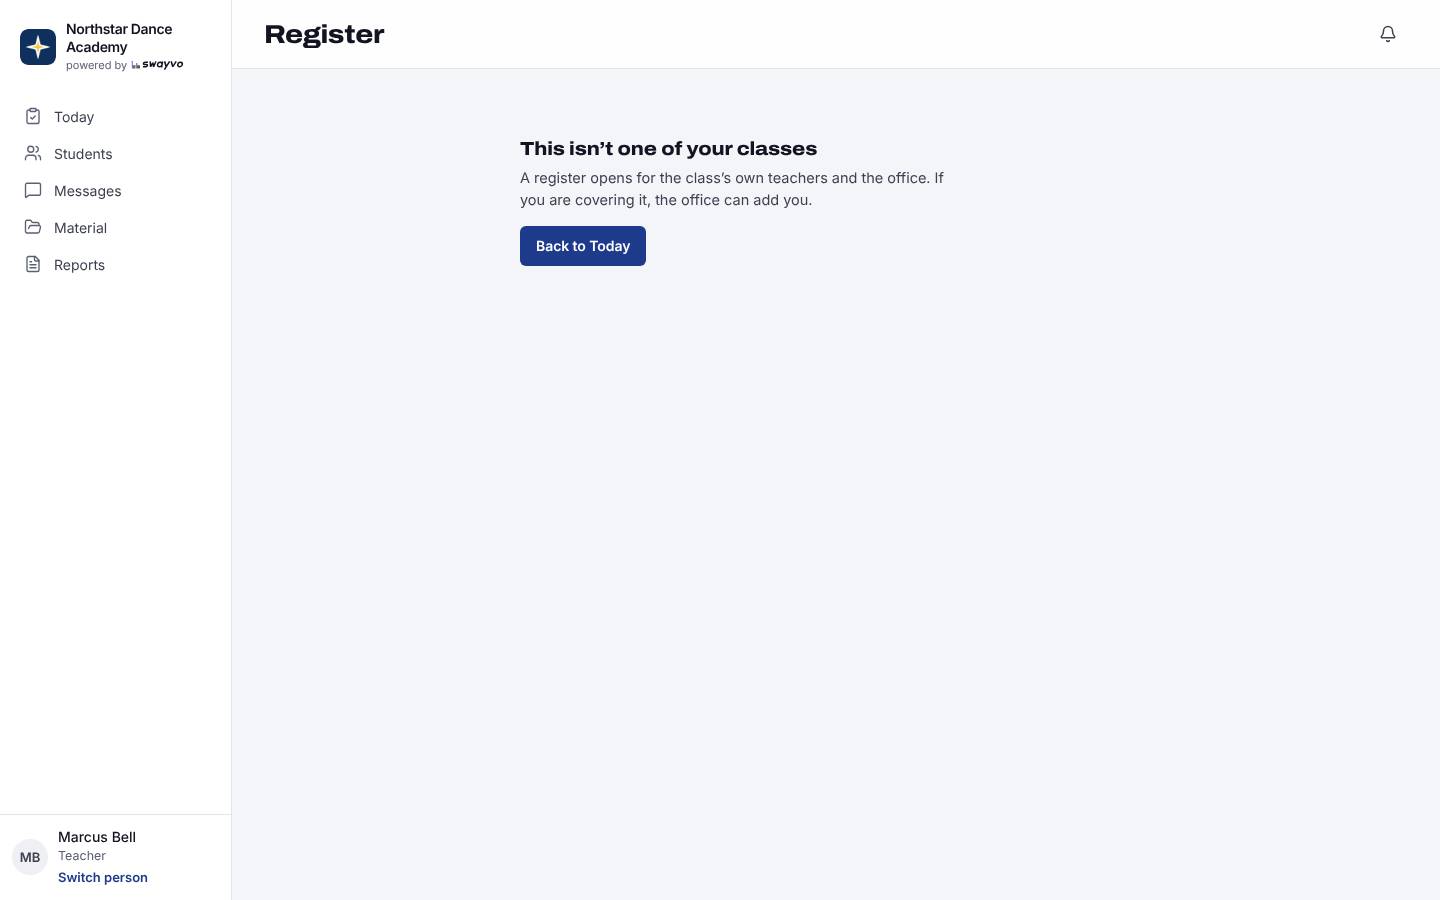 Northstar Dance
Academy
powered by swayvo
Register
Today
Students
Messages
Material
Reports
This isn’t one of your classes
A register opens for the class’s own teachers and the office. If
you are covering it, the office can add you.
Back to Today
MB
Marcus Bell
Teacher
Switch person